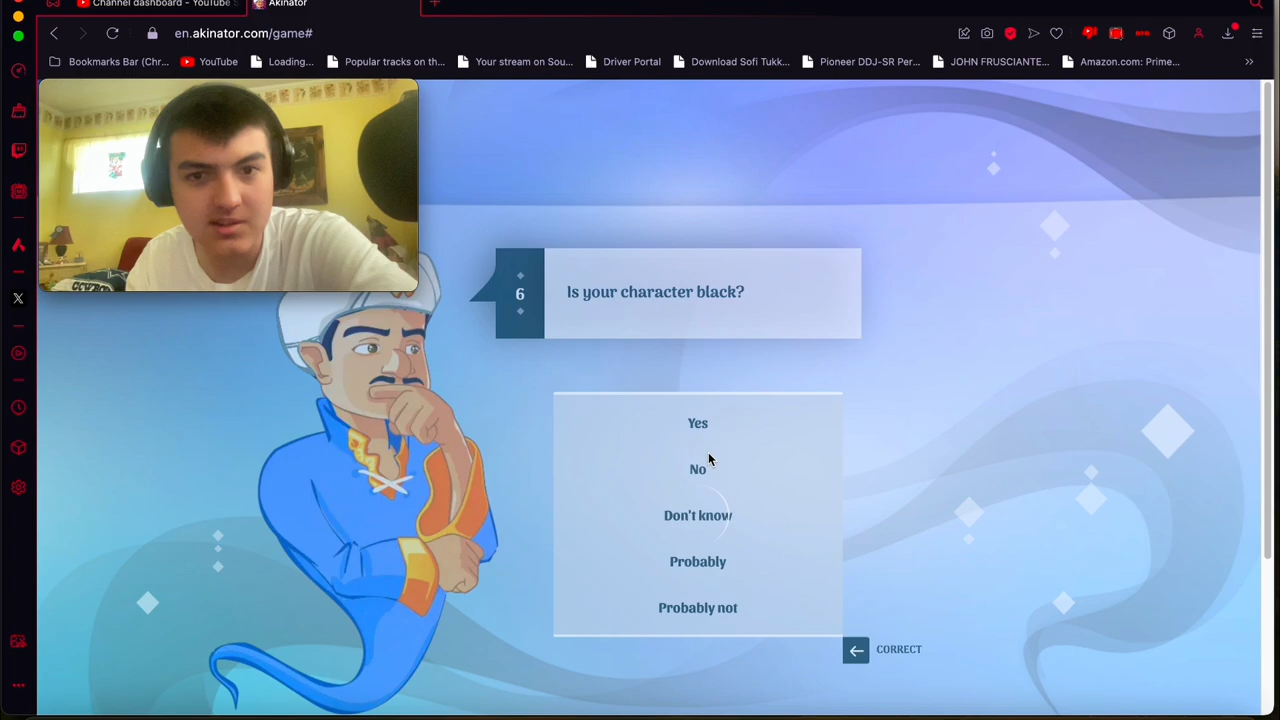 Channel dashboard - YouTube S
Akinator
en.akinator.com/game#
Bookmarks Bar (Chr... YouTube Loading... Popular tracks on th... Your stream on Sou... Driver Portal Download Sofi Tukk... Pioneer DDJ-SR Per... JOHN FRUSCIANTE... Amazon.com: Prime...
6
Is your character black?
Yes
No
Don't know
Probably
Probably not
CORRECT